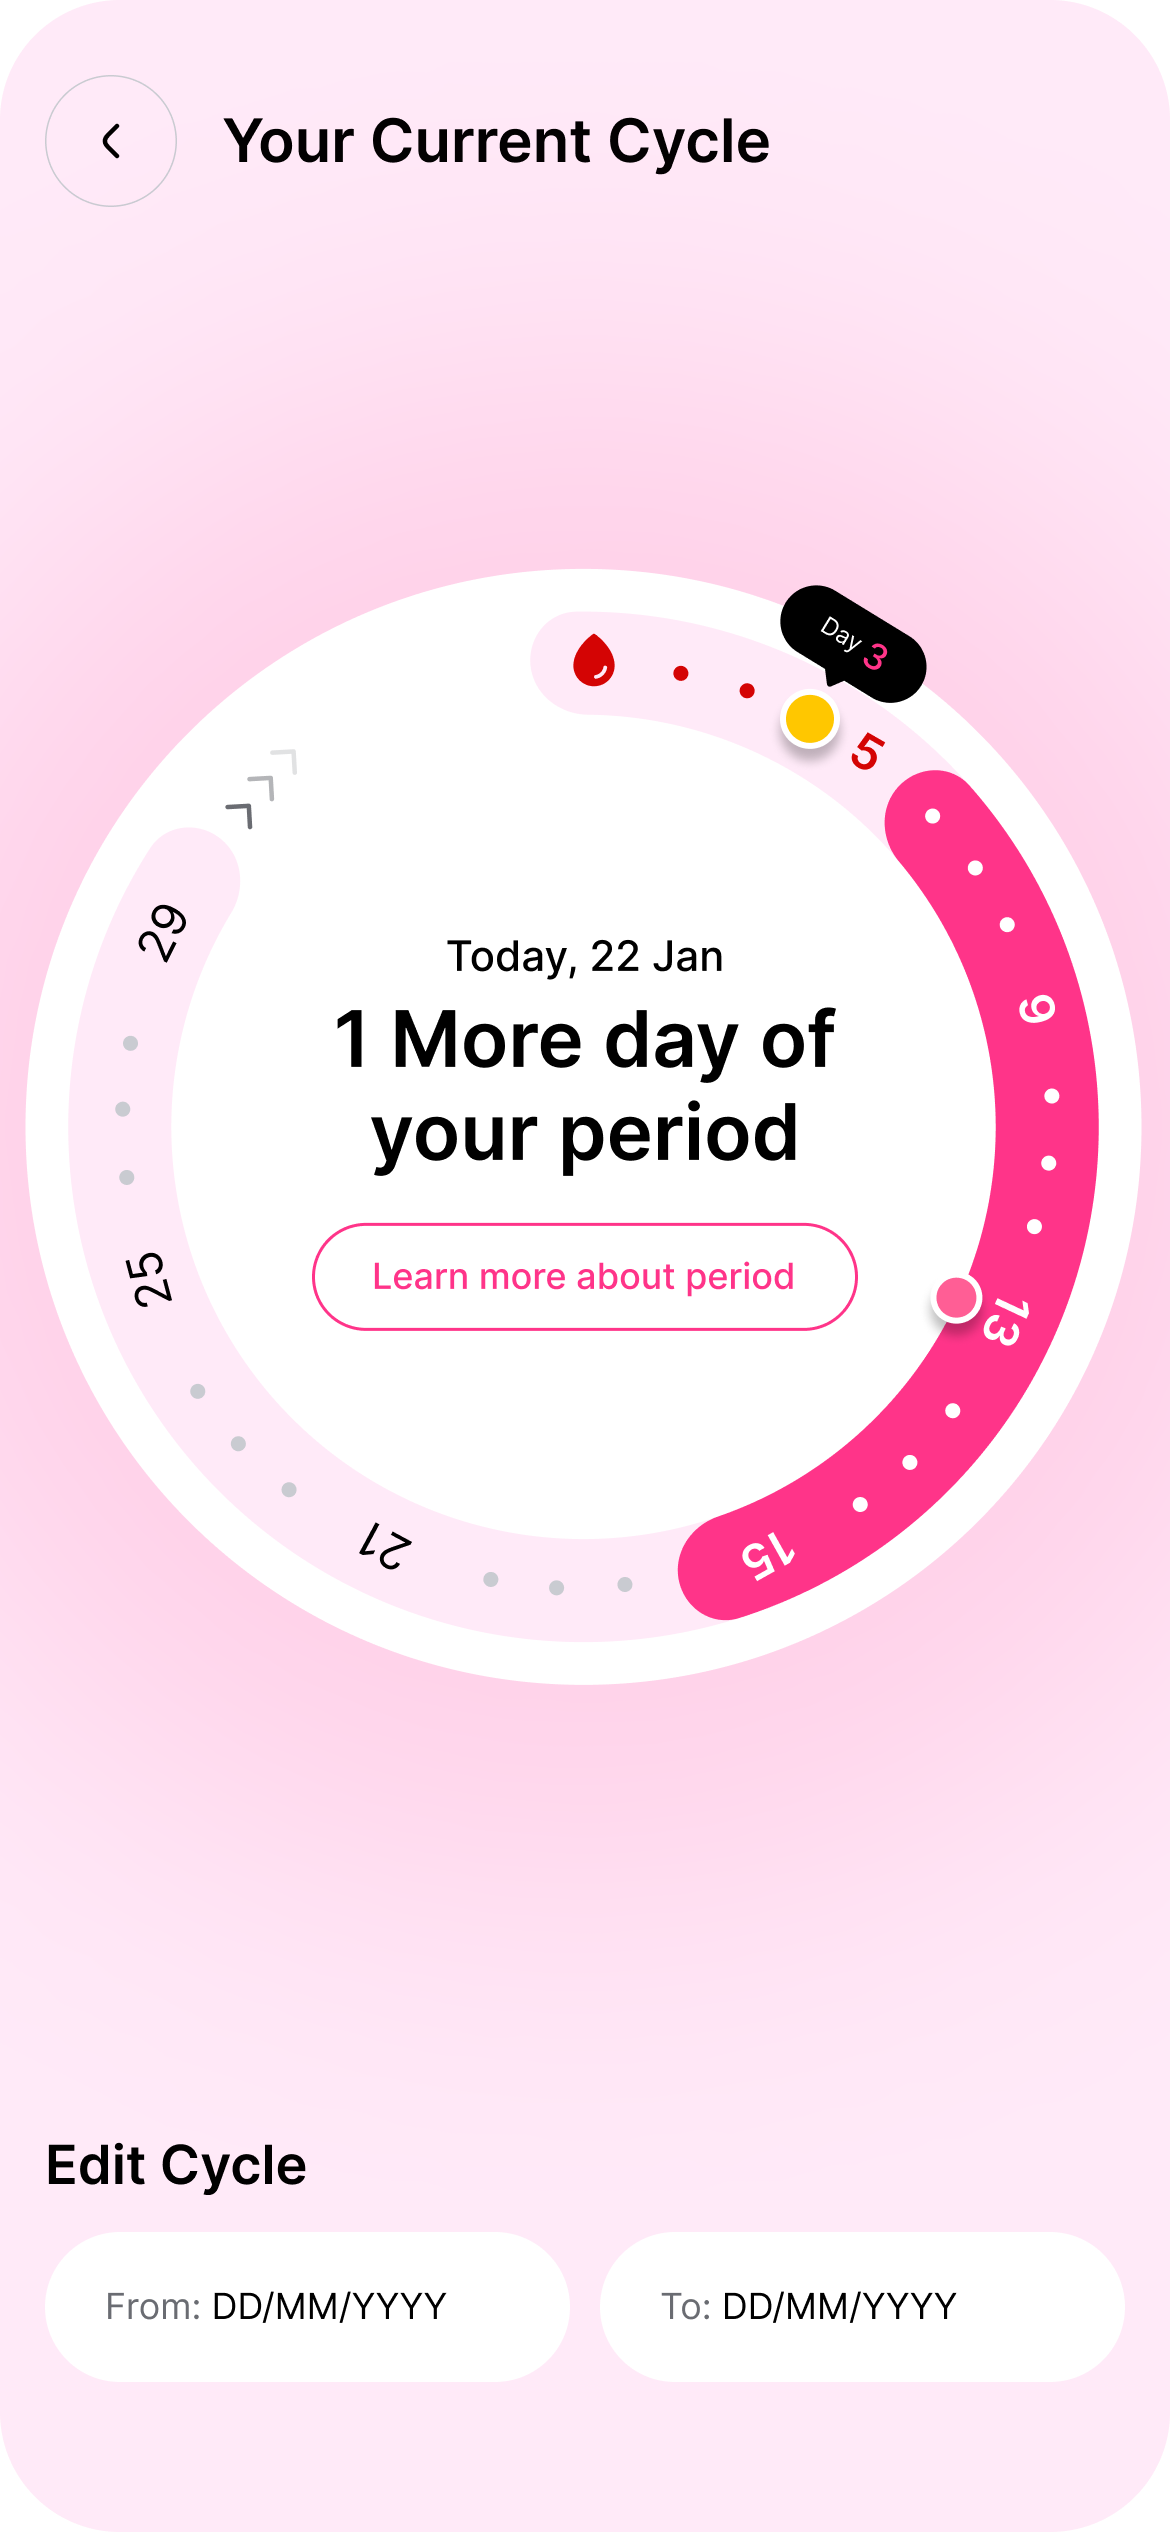 Your Current Cycle
Day 3
5
9
13
15
21
25
29
Today, 22 Jan
1 More day of
your period
Learn more about period
Edit Cycle
From: DD/MM/YYYY
To: DD/MM/YYYY